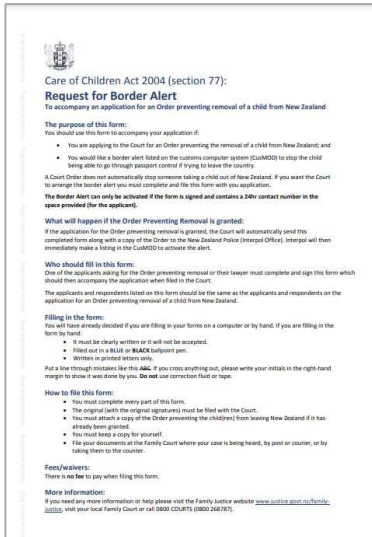 Care of Children Act 2004 (section 77):
Request for Border Alert
To accompany an application for an Order preventing removal of a child from New Zealand
The purpose of this form:
You should use this form to accompany your application if:
• You are applying to the Court for an Order preventing the removal of a child from New Zealand; and
• You would like a border alert listed on the customs computer system (CusMOD) to stop the child
being able to go through passport control if trying to leave the country.
A Court Order does not automatically stop someone taking a child out of New Zealand. If you want the Court
to arrange the border alert you must complete and file this form with you application.
The Border Alert can only be activated if the form is signed and contains a 24hr contact number in the
space provided (for the applicant).
What will happen if the Order Preventing Removal is granted:
If the application for the removal is granted, the Court will automatically send this
completed form along with a copy of the Order to the New Zealand Police (Interpol Office). Interpol will then
immediately make a listing in the CusMOD to activate the alert.
Who should fill in this form:
One of the applicants asking for the Order preventing removal or their lawyer must complete and sign this form which
should then accompany the application when filed in the Court.
The applicants and respondents listed on this form should be the same as the applicants and respondents on the
application for an Order preventing removal of a child from New Zealand.
Filling in the form:
You will have already decided if you are filling in your forms on a computer or by hand. If you are filling in the
form by hand:
• It must be clearly written or it will not be accepted.
• Filled out in a BLUE or BLACK ballpoint pen.
• Written in printed letters only.
Put a line through mistakes like this ABC. If you cross anything out, please write your initials in the right-hand
margin to show it was done by you. Do not use correction fluid or tape.
How to file this form:
• You must complete every part of this form.
• The original (with the original signatures) must be filed with the Court.
• You must attach a copy of the Order preventing the child(ren) from leaving New Zealand if it has
already been granted.
• You must keep a copy for yourself.
• File your documents at the Family Court where your case is being heard, by post or courier, or by
taking them to the counter.
Fees/waivers:
There is no fee to pay when filing this form.
More information:
If you need any more information or help please visit the Family Justice website www.justice.govt.nz/family-
justice, visit your local Family Court or call 0800 COURTS (0800 268787).